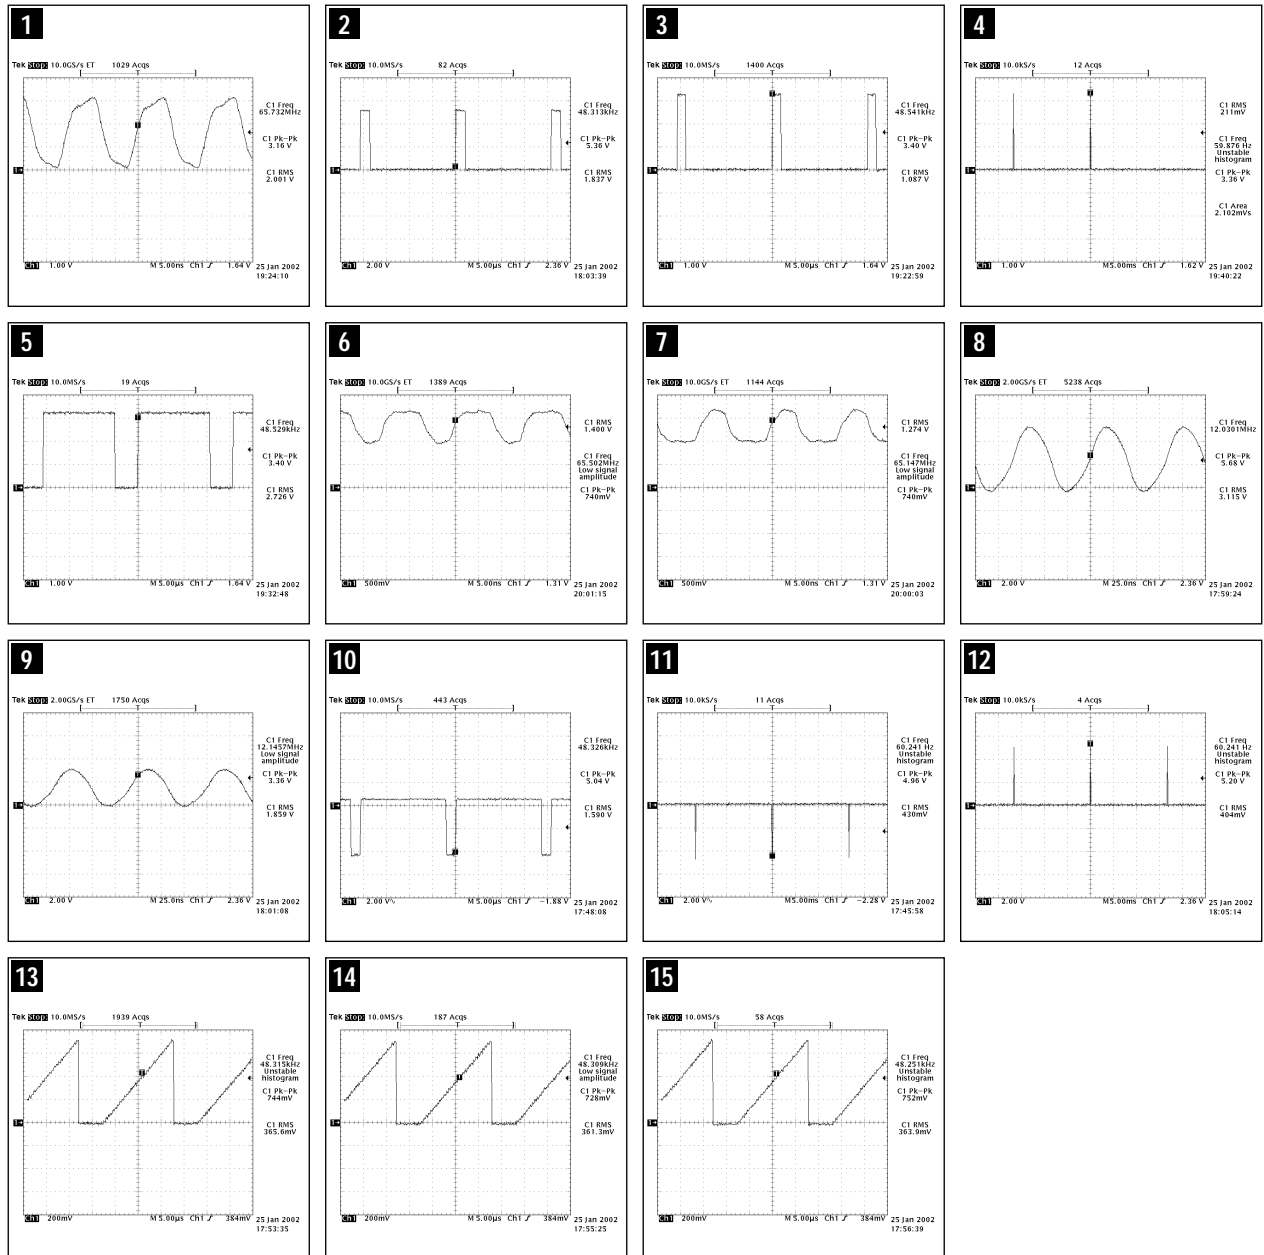 1
Tek Stop: 10.0GS/s ET 1029 Acqs
C1 Freq
65.732MHz
C1 Pk-Pk
3.16 V
C1 RMS
2.001 V
Ch1 1.00 V M 5.00ns Ch1 1.64 V
25 Jan 2002
19:24:10
2
Tek Stop: 10.0MS/s 82 Acqs
C1 Freq
48.313kHz
C1 Pk-Pk
5.36 V
C1 RMS
1.837 V
Ch1 2.00 V M 5.00µs Ch1 2.36 V
25 Jan 2002
18:03:39
3
Tek Stop: 10.0MS/s 1400 Acqs
C1 Freq
48.541kHz
C1 Pk-Pk
3.40 V
C1 RMS
1.087 V
Ch1 1.00 V M 5.00µs Ch1 1.64 V
25 Jan 2002
19:22:59
4
Tek Stop: 10.0kS/s 12 Acqs
C1 RMS
211mV
C1 Freq
59.876 Hz
Unstable
histogram
C1 Pk-Pk
3.36 V
C1 Area
2.102mVs
Ch1 1.00 V M 5.00ms Ch1 1.62 V
25 Jan 2002
19:40:22
5
Tek Stop: 10.0MS/s 19 Acqs
C1 Freq
48.529kHz
C1 Pk-Pk
3.40 V
C1 RMS
2.726 V
Ch1 1.00 V M 5.00µs Ch1 1.64 V
25 Jan 2002
19:32:48
6
Tek Stop: 10.0GS/s ET 1389 Acqs
C1 RMS
1.400 V
C1 Freq
65.502MHz
Low signal
amplitude
C1 Pk-Pk
740mV
Ch1 500mV M 5.00ns Ch1 1.31 V
25 Jan 2002
20:01:15
7
Tek Stop: 10.0GS/s ET 1144 Acqs
C1 RMS
1.274 V
C1 Freq
65.147MHz
Low signal
amplitude
C1 Pk-Pk
740mV
Ch1 500mV M 5.00ns Ch1 1.31 V
25 Jan 2002
20:00:03
8
Tek Stop: 2.00GS/s ET 5238 Acqs
C1 Freq
12.0301MHz
C1 Pk-Pk
5.68 V
C1 RMS
3.115 V
Ch1 2.00 V M 25.0ns Ch1 2.36 V
25 Jan 2002
17:59:24
9
Tek Stop: 2.00GS/s ET 1750 Acqs
C1 Freq
12.1457MHz
Low signal
amplitude
C1 Pk-Pk
3.36 V
C1 RMS
1.859 V
Ch1 2.00 V M 25.0ns Ch1 2.36 V
25 Jan 2002
18:01:08
10
Tek Stop: 10.0MS/s 443 Acqs
C1 Freq
48.326kHz
C1 Pk-Pk
5.04 V
C1 RMS
1.590 V
Ch1 2.00 V M 5.00µs Ch1 -1.88 V
25 Jan 2002
17:48:08
11
Tek Stop: 10.0kS/s 11 Acqs
C1 Freq
60.241 Hz
Unstable
histogram
C1 Pk-Pk
4.96 V
C1 RMS
430mV
Ch1 2.00 V M 5.00ms Ch1 -2.28 V
25 Jan 2002
17:45:58
12
Tek Stop: 10.0kS/s 4 Acqs
C1 Freq
60.241 Hz
Unstable
histogram
C1 Pk-Pk
5.20 V
C1 RMS
404mV
Ch1 2.00 V M 5.00ms Ch1 2.36 V
25 Jan 2002
18:05:14
13
Tek Stop: 10.0MS/s 1939 Acqs
C1 Freq
48.315kHz
Unstable
histogram
C1 Pk-Pk
744mV
C1 RMS
365.6mV
Ch1 200mV M 5.00µs Ch1 384mV
25 Jan 2002
17:53:35
14
Tek Stop: 10.0MS/s 187 Acqs
C1 Freq
48.309kHz
Low signal
amplitude
C1 Pk-Pk
728mV
C1 RMS
361.3mV
Ch1 200mV M 5.00µs Ch1 384mV
25 Jan 2002
17:55:25
15
Tek Stop: 10.0MS/s 58 Acqs
C1 Freq
48.251kHz
Unstable
histogram
C1 Pk-Pk
752mV
C1 RMS
363.9mV
Ch1 200mV M 5.00µs Ch1 384mV
25 Jan 2002
17:56:39